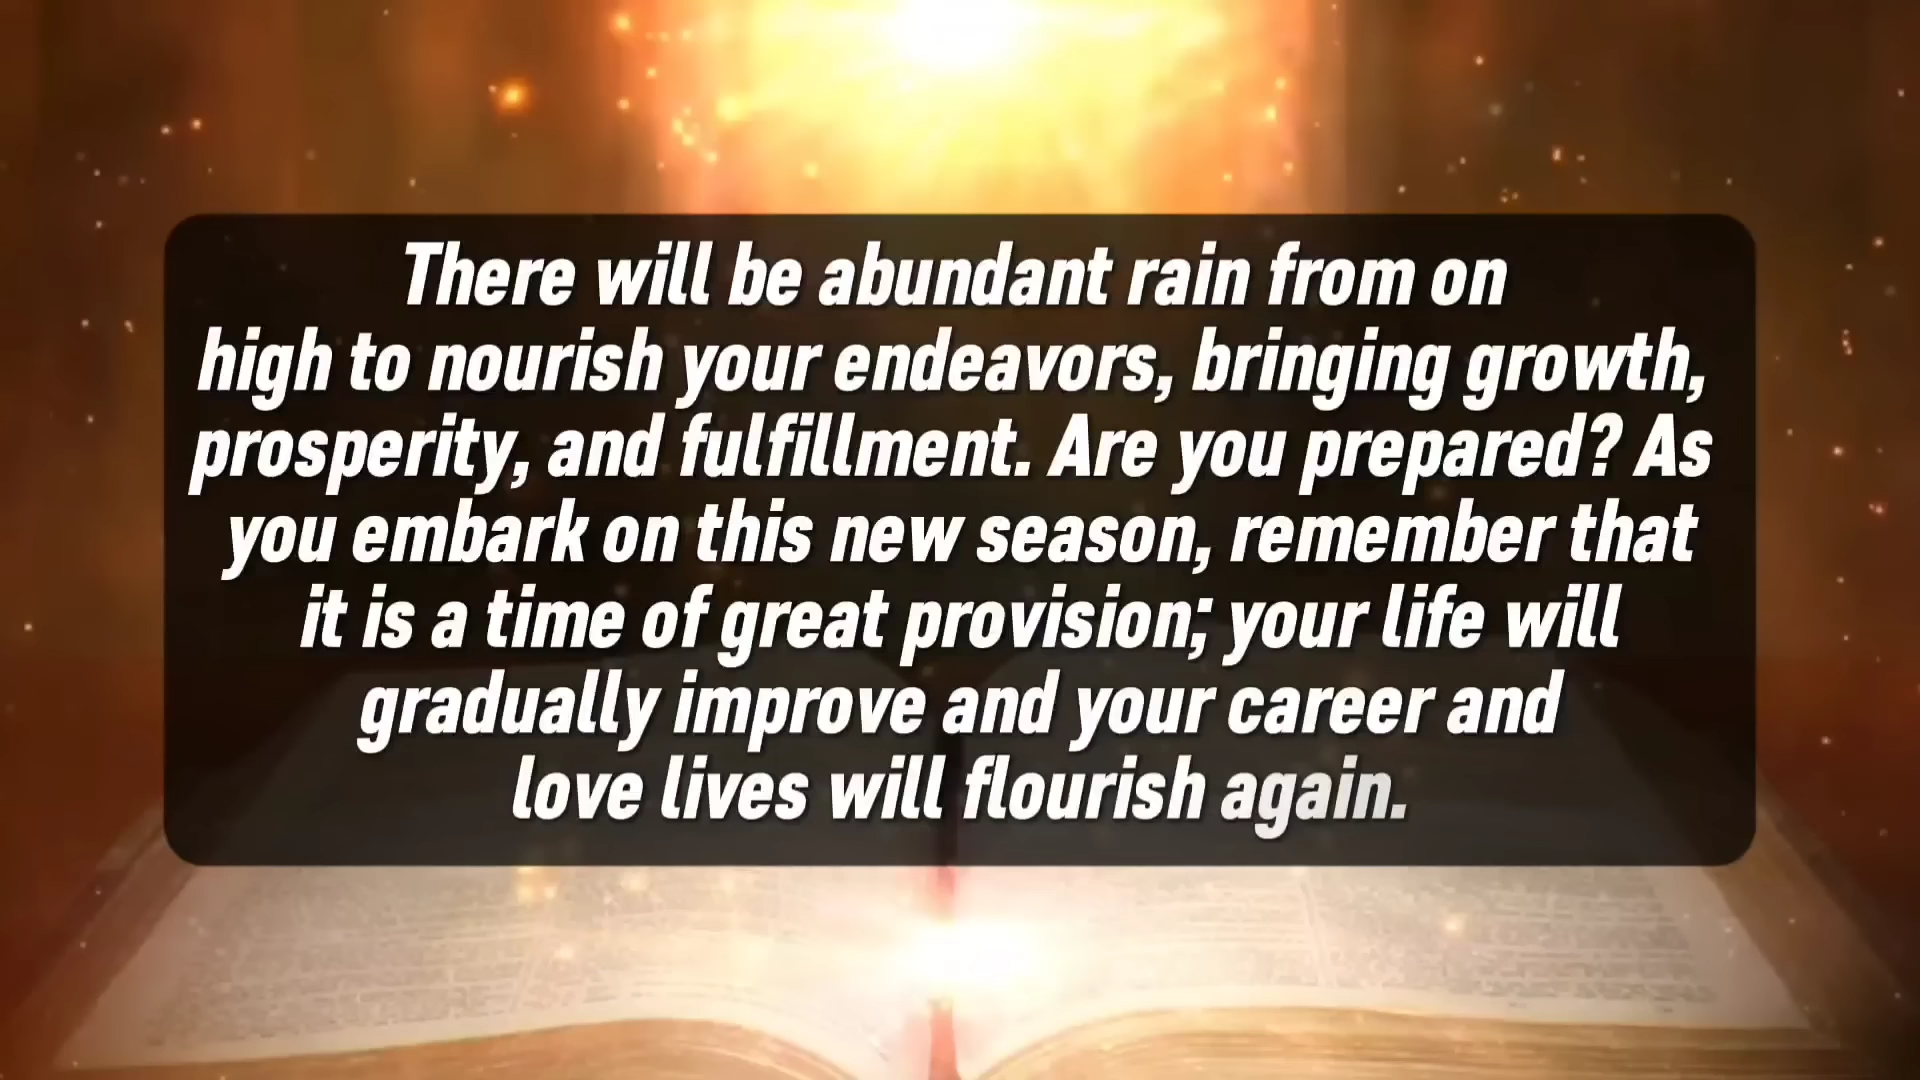 There will be abundant rain from on
high to nourish your endeavors, bringing growth,
prosperity, and fulfillment. Are you prepared? As
you embark on this new season, remember that
it is a time of great provision; your life will
gradually improve and your career and
love lives will flourish again.